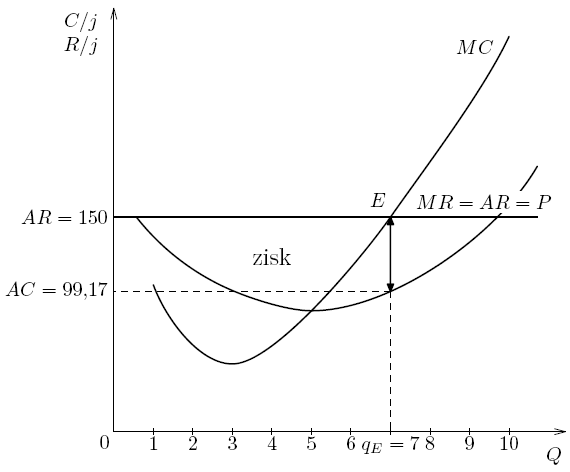 C/j
R/j
MC
E
MR = AR = P
AR = 150
zisk
AC = 99,17
0 1 2 3 4 5 6 q_E = 7 8 9 10
Q